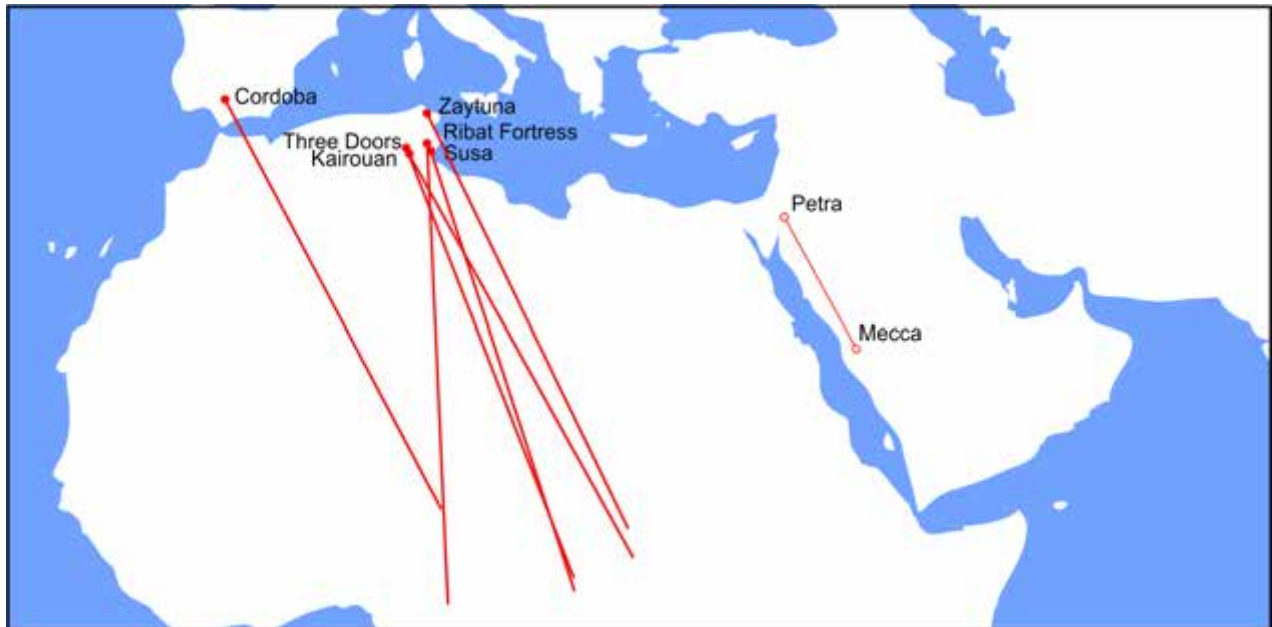 Cordoba
Zaytuna
Ribat Fortress
Three Doors
Susa
Kairouan
Petra
Mecca